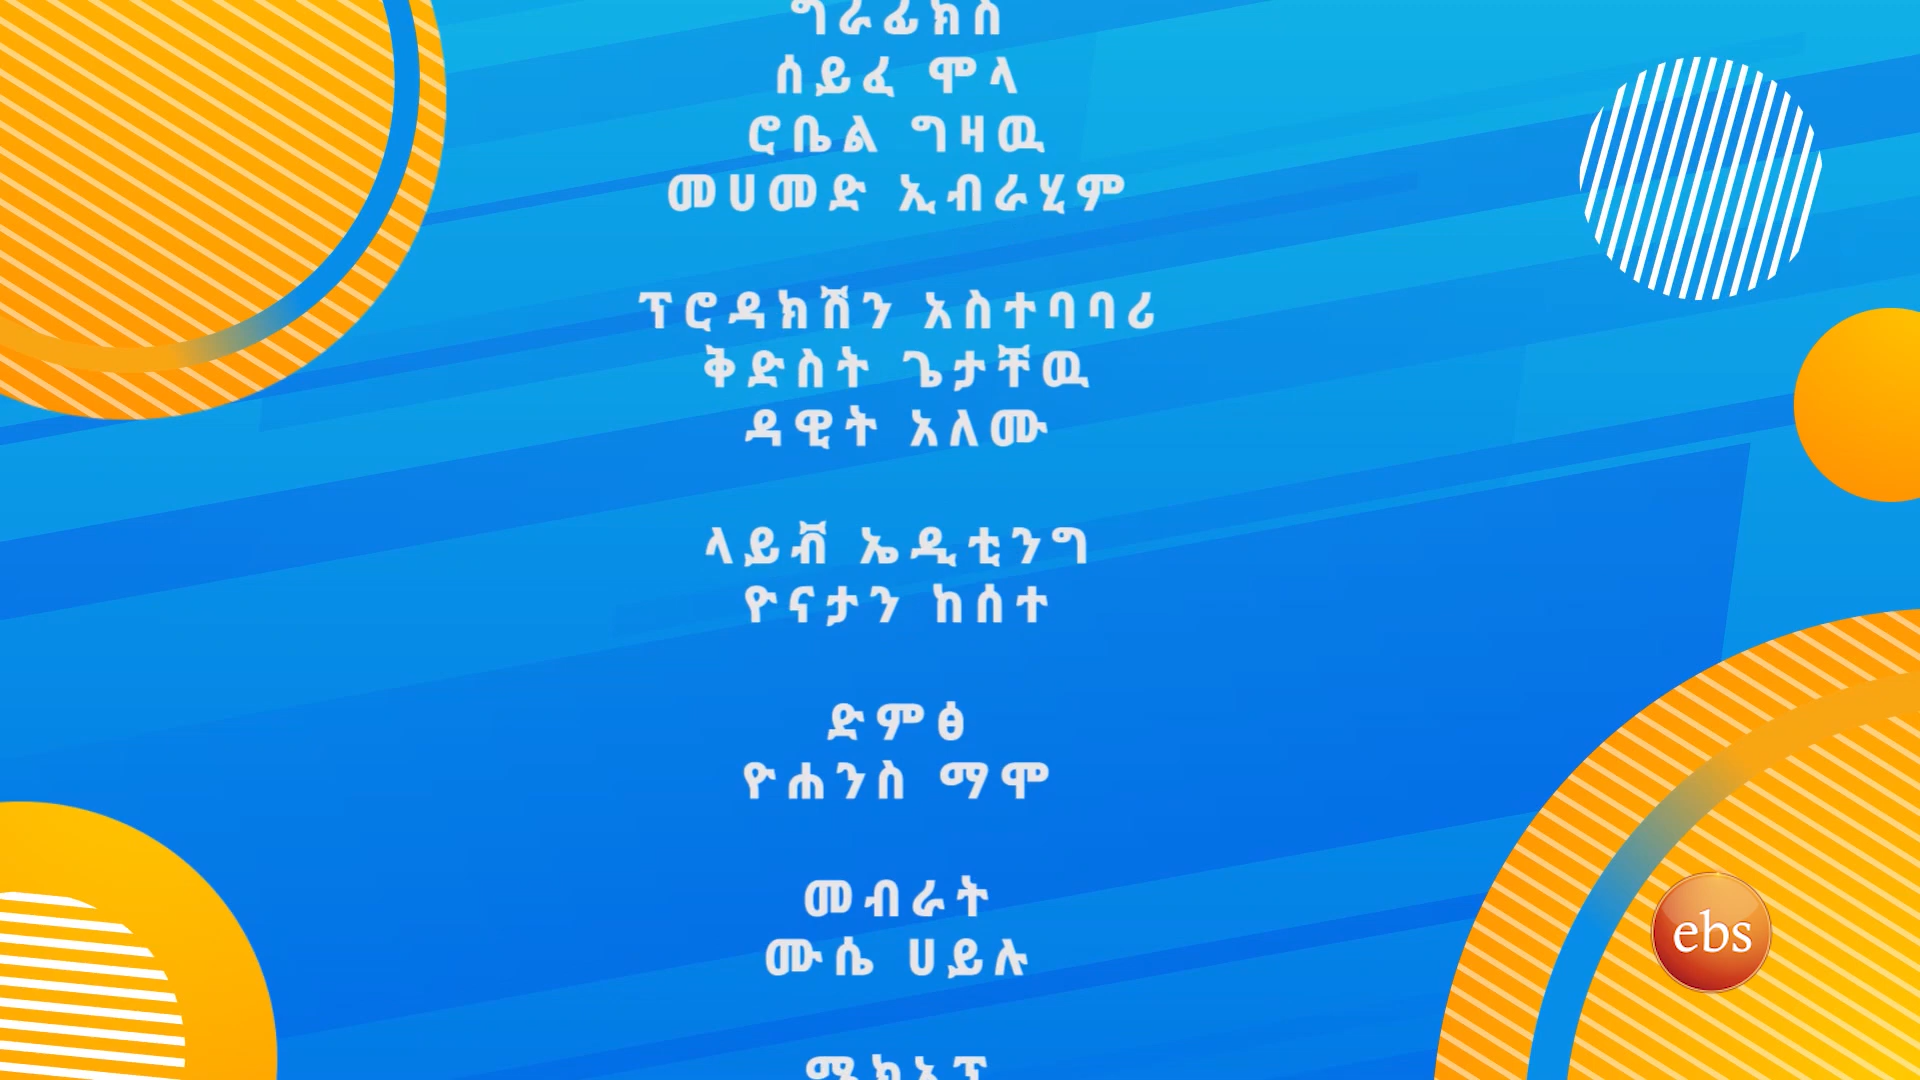 ግራፊክስ
ሰይፈ ሞላ
ሮቤል ግዛዉ
መሀመድ ኢብራሂም
ፕሮዳክሽን አስተባባሪ
ቅድስት ጌታቸዉ
ዳዊት አለሙ
ላይቭ ኤዲቲንግ
ዮናታን ከሰተ
ድምፅ
ዮሐንስ ማሞ
መብራት
ሙሴ ሀይሉ
ሜክአፕ
ebs